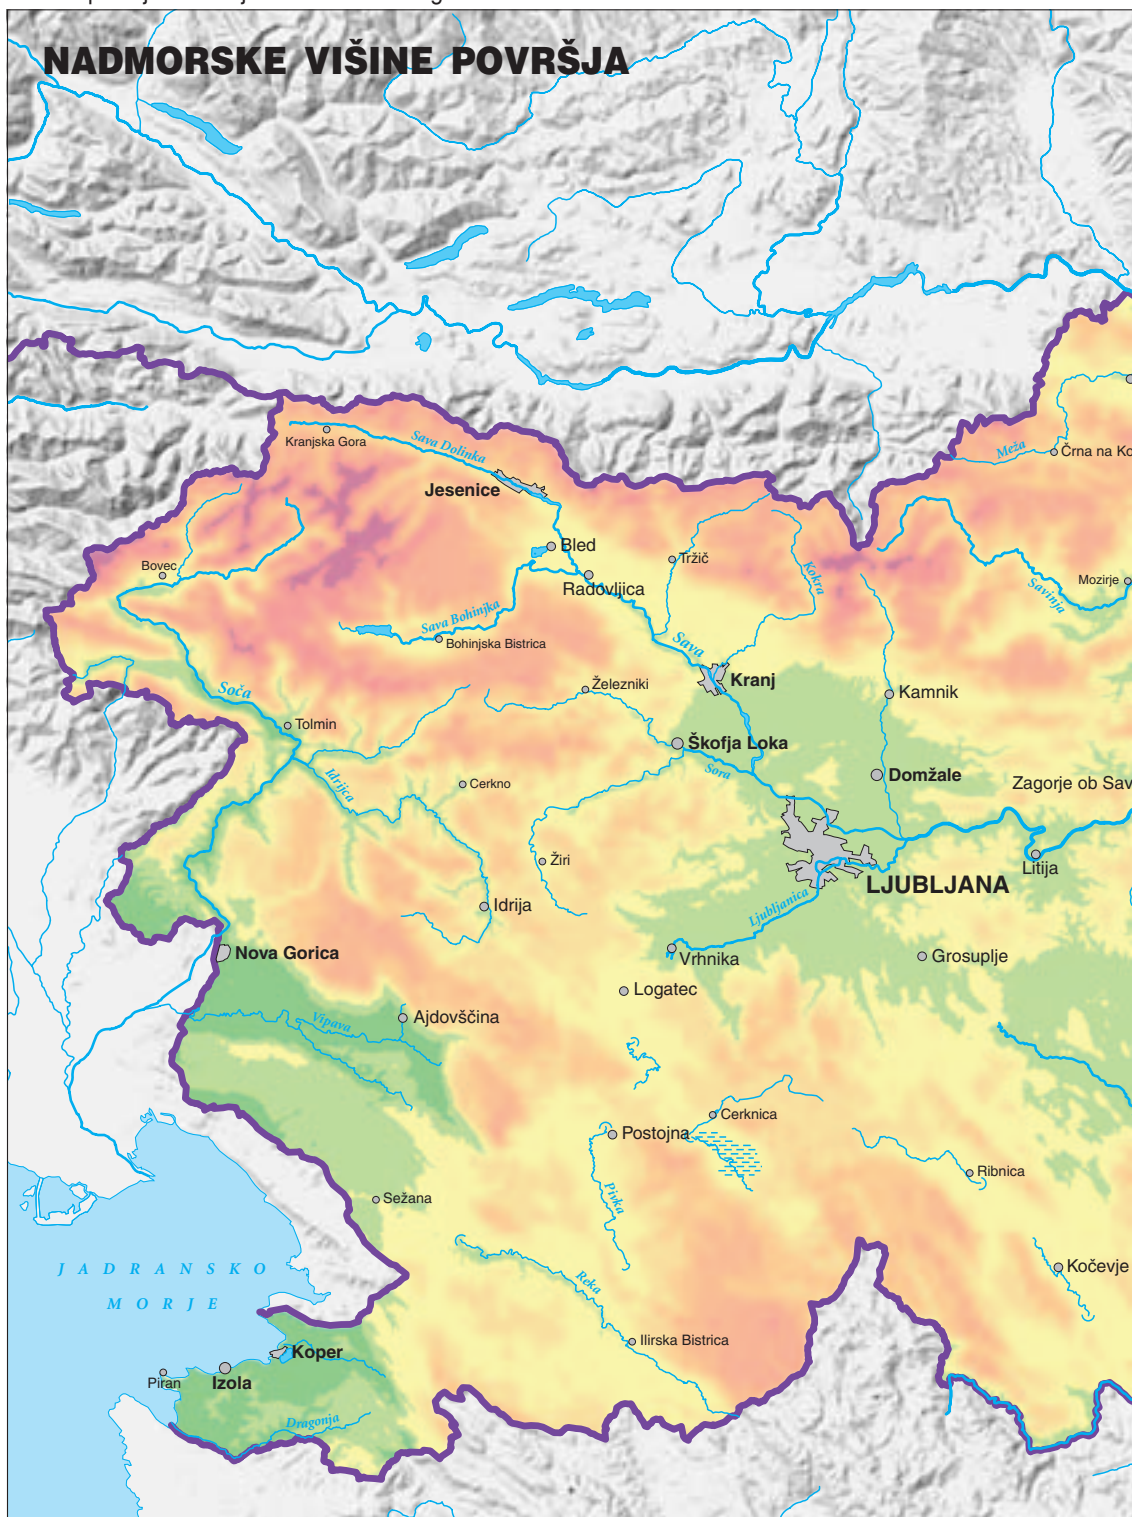 NADMORSKE VIŠINE POVRŠJA
Kranjska Gora
Sava Dolinka
Meža
Črna na Ko
Jesenice
Bled
Tržič
Bovec
Radovljica
Kokra
Mozirje
Savinja
Sava Bohinjka
Bohinjska Bistrica
Sava
Soča
Železniki
Kranj
Kamnik
Tolmin
Škofja Loka
Sora
Domžale
Idrijca
Cerkno
Zagorje ob Sav
Žiri
Litija
LJUBLJANA
Idrija
Ljubljanica
Nova Gorica
Vrhnika
Grosuplje
Logatec
Vipava
Ajdovščina
Cerknica
Postojna
Ribnica
Pivka
Sežana
JADRANSKO
MORJE
Reka
Kočevje
Ilirska Bistrica
Koper
Piran
Izola
Dragonja